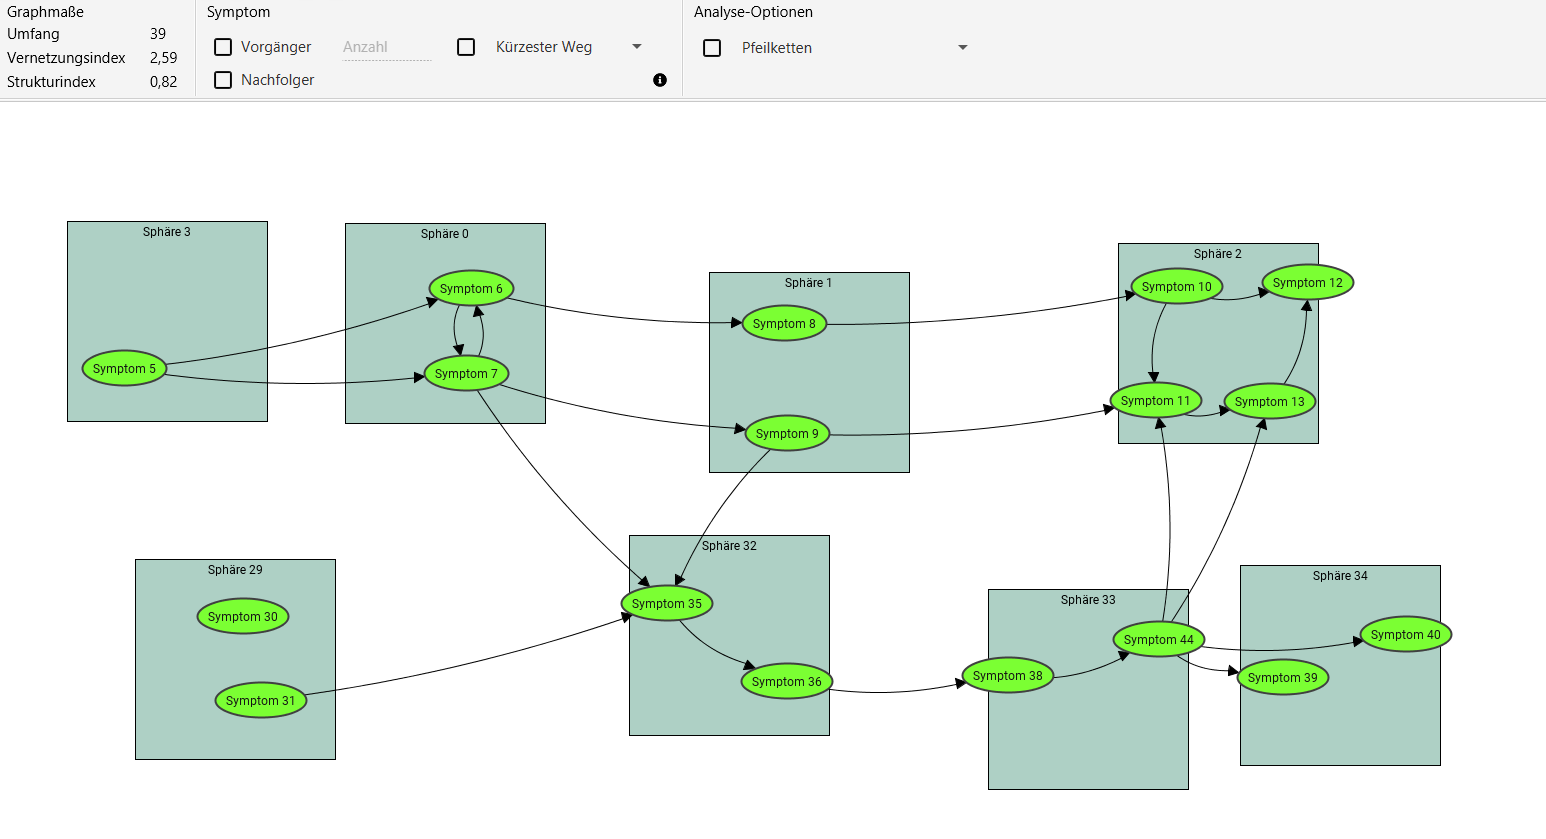 Graphmaße
Umfang 39
Vernetzungsindex 2,59
Strukturindex 0,82
Symptom
Vorgänger Anzahl Kürzester Weg
Nachfolger
Analyse-Optionen
Pfeilketten
Sphäre 3
Symptom 5
Sphäre 0
Symptom 6
Symptom 7
Sphäre 1
Symptom 8
Symptom 9
Sphäre 2
Symptom 10
Symptom 12
Symptom 11
Symptom 13
Sphäre 29
Symptom 30
Symptom 31
Sphäre 32
Symptom 35
Symptom 36
Sphäre 33
Symptom 44
Symptom 38
Sphäre 34
Symptom 40
Symptom 39